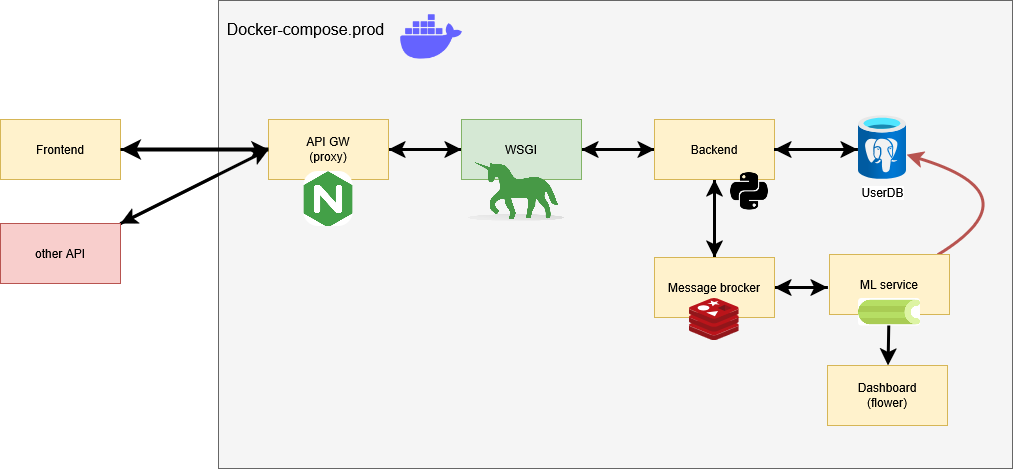 Docker-compose.prod
Frontend
API GW
(proxy)
WSGI
Backend
UserDB
other API
Message brocker
ML service
Dashboard
(flower)